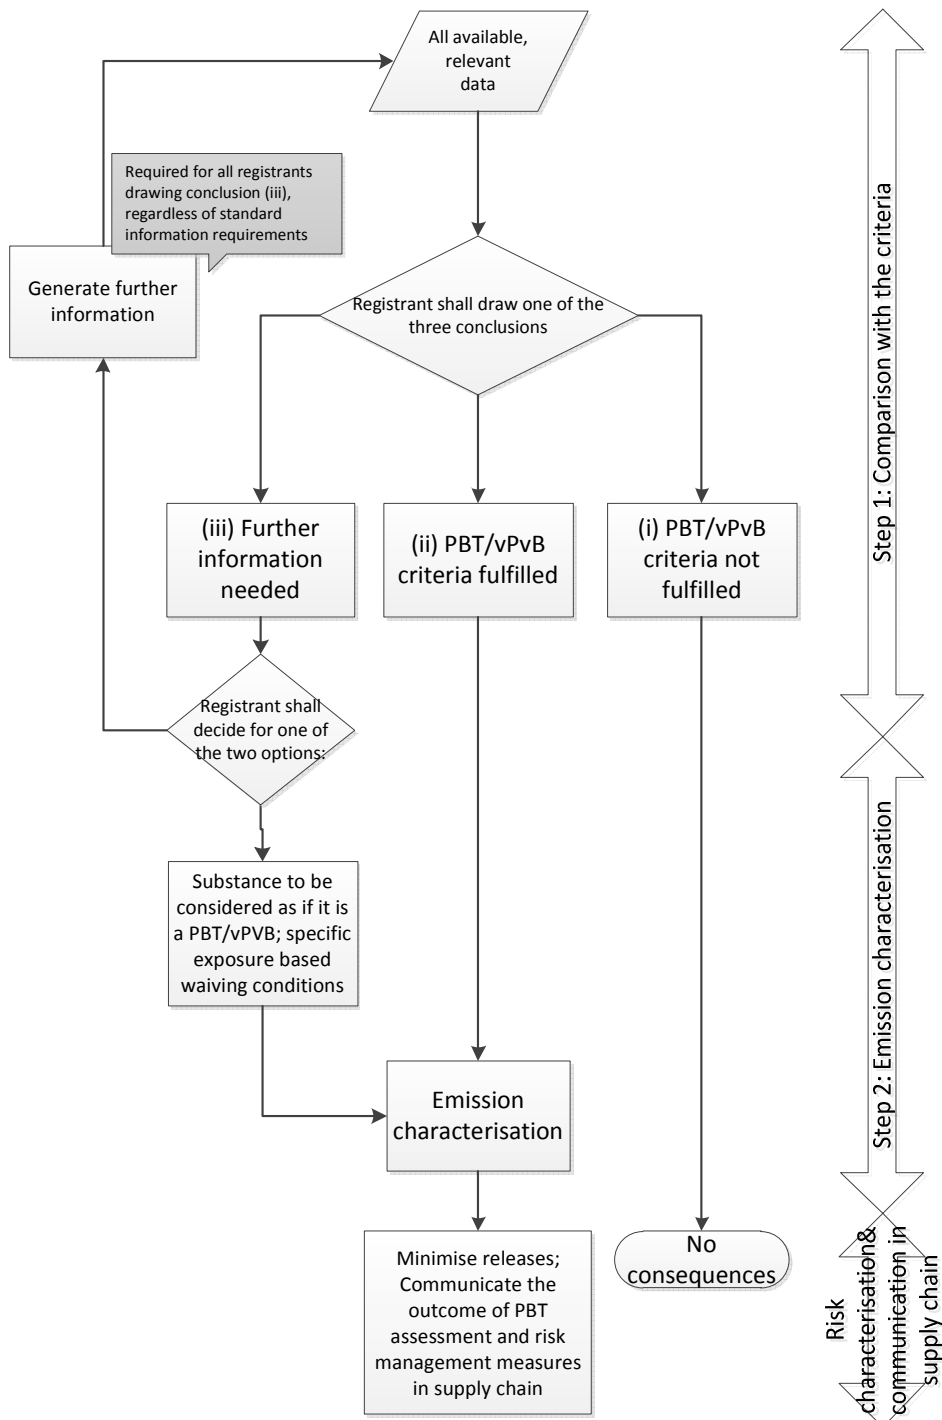 All available,
relevant
data
Required for all registrants
drawing conclusion (iii),
regardless of standard
information requirements
Generate further
information
Registrant shall draw one of the
three conclusions
(iii) Further
information
needed
(ii) PBT/vPvB
criteria fulfilled
(i) PBT/vPvB
criteria not
fulfilled
Registrant shall
decide for one of
the two options:
Substance to be
considered as if it is
a PBT/vPVB; specific
exposure based
waiving conditions
Emission
characterisation
Minimise releases;
Communicate the
outcome of PBT
assessment and risk
management measures
in supply chain
No
consequences
Step 1: Comparison with the criteria
Step 2: Emission characterisation
Risk
characterisation&
communication in
supply chain